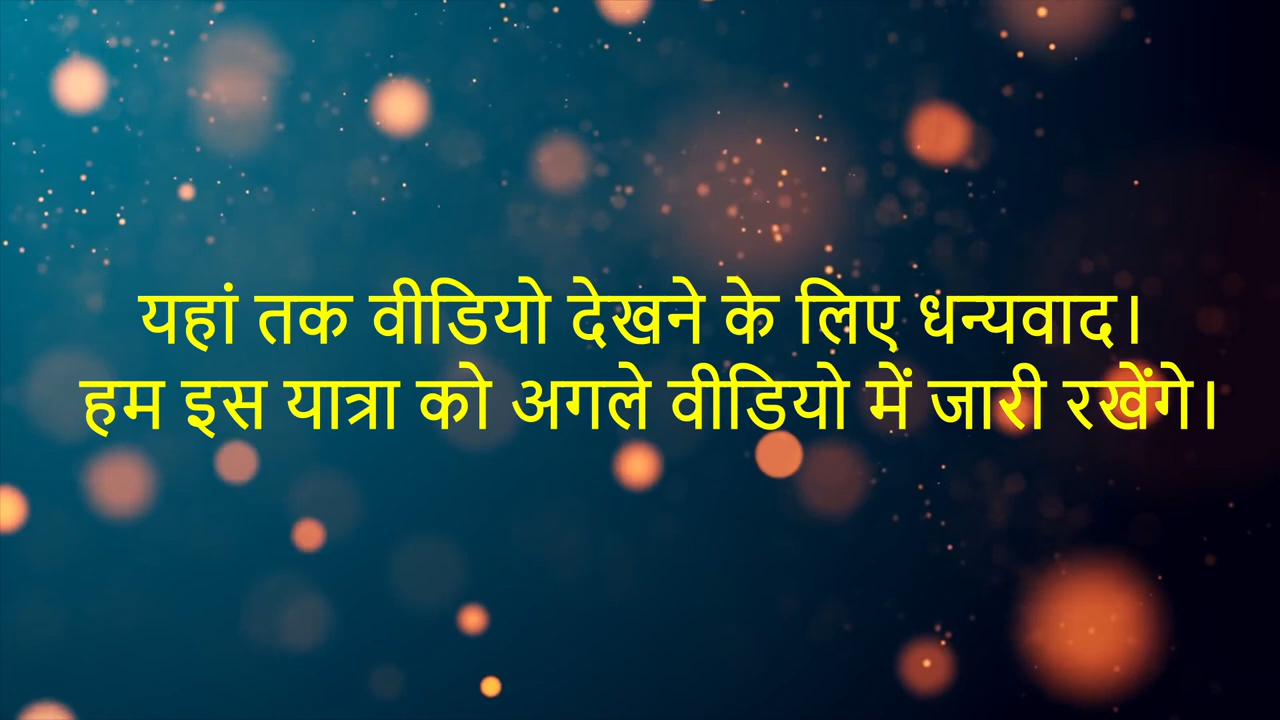 यहां तक वीडियो देखने के लिए धन्यवाद।
हम इस यात्रा को अगले वीडियो में जारी रखेंगे।